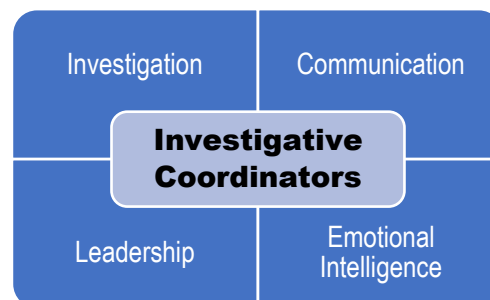 Investigation
Communication
Investigative
Coordinators
Leadership
Emotional
Intelligence